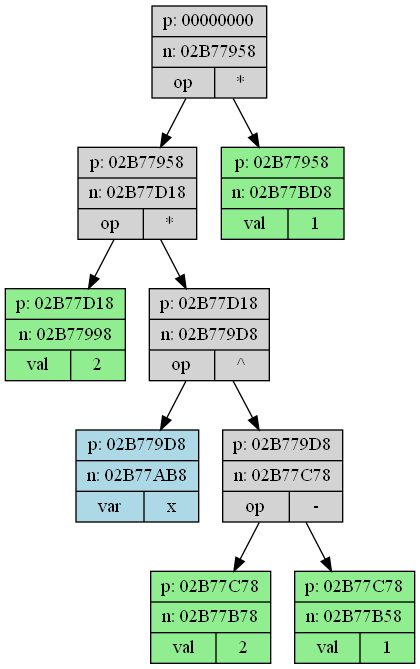 p: 00000000
n: 02B77958
op *
p: 02B77958
n: 02B77D18
op *
p: 02B77958
n: 02B77BD8
val 1
p: 02B77D18
n: 02B77998
val 2
p: 02B77D18
n: 02B779D8
op ^
p: 02B779D8
n: 02B77AB8
var x
p: 02B779D8
n: 02B77C78
op -
p: 02B77C78
n: 02B77B78
val 2
p: 02B77C78
n: 02B77B58
val 1